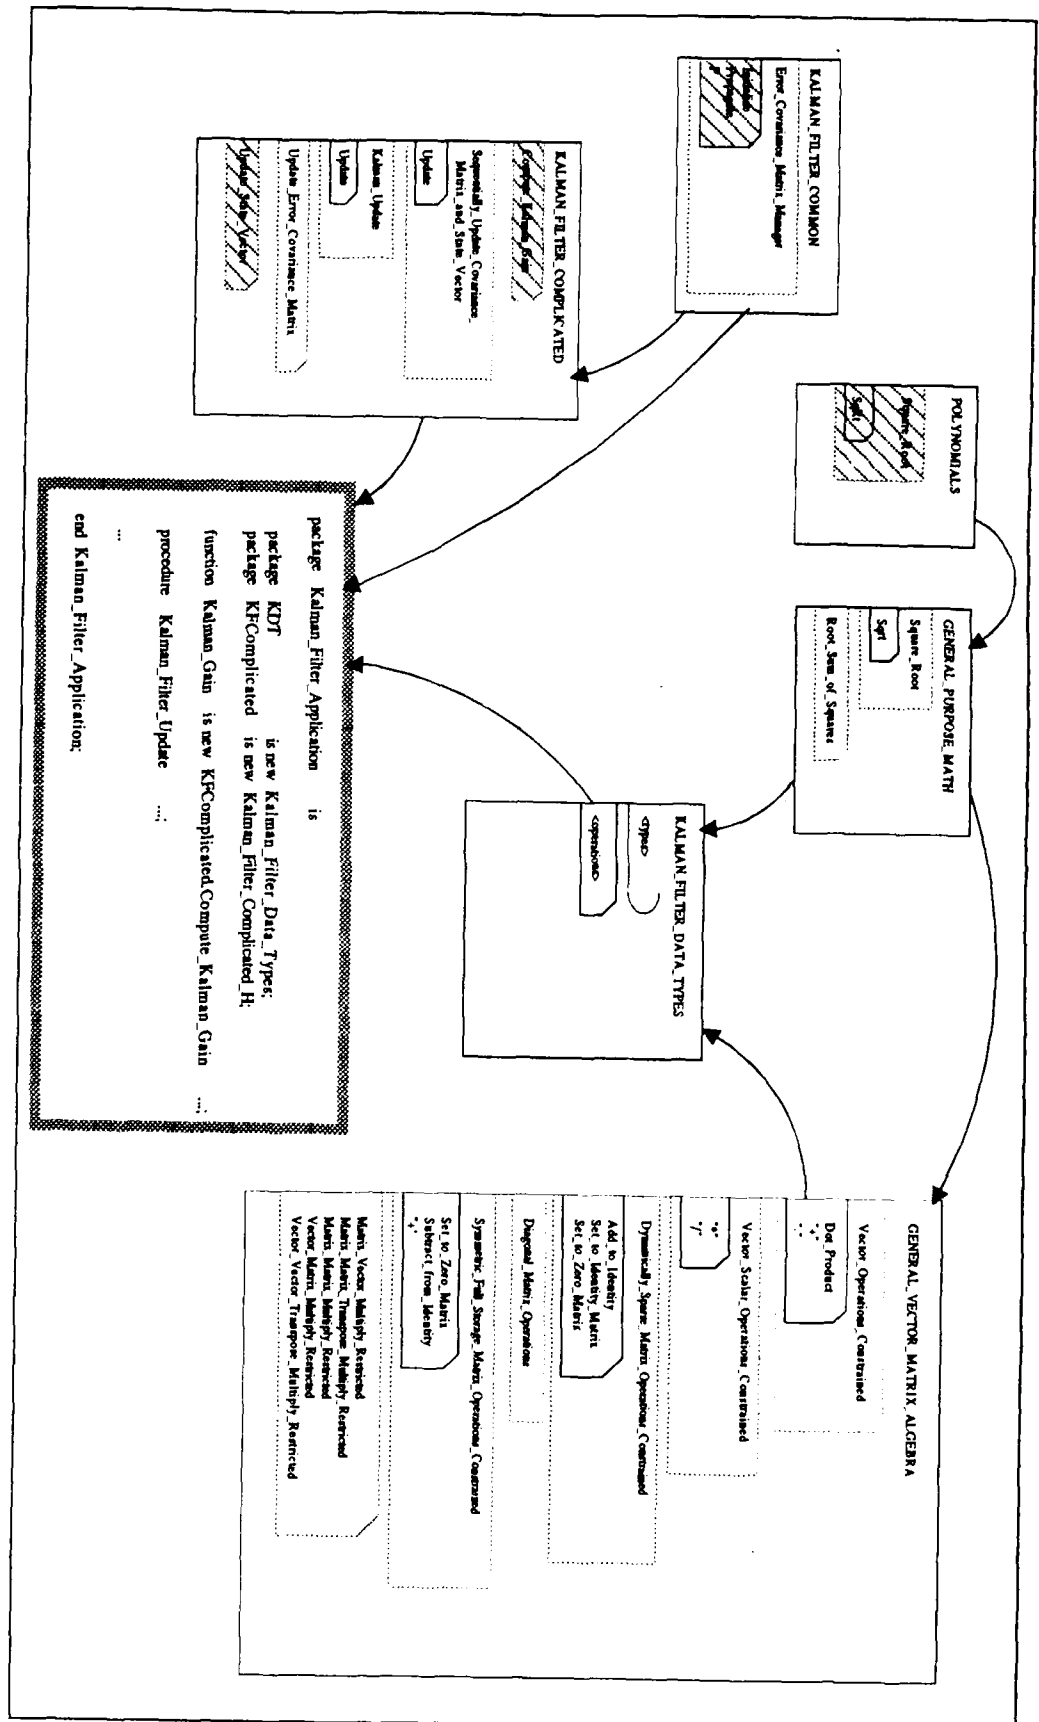 POLYNOMIALS
Square_Root
Sqrt
GENERAL_PURPOSE_MATH
Square_Root
Sqrt
Root_Sum_of_Squares
GENERAL_VECTOR_MATRIX_ALGEBRA
Vector_Operations_Constrained
Dot_Product
"+"
"-"
Vector_Scalar_Operations_Constrained
"*"
"/"
Dynamically_Sparse_Matrix_Operations_Constrained
Add_to_Identity
Set_to_Identity_Matrix
Set_to_Zero_Matrix
Diagonal_Matrix_Operations
Symmetric_Full_Storage_Matrix_Operations_Constrained
Set_to_Zero_Matrix
Subtract_from_Identity
"+"
Matrix_Vector_Multiply_Restricted
Matrix_Matrix_Transpose_Multiply_Restricted
Matrix_Matrix_Multiply_Restricted
Vector_Matrix_Multiply_Restricted
Vector_Vector_Transpose_Multiply_Restricted
KALMAN_FILTER_COMMON
Error_Covariance_Matrix_Manager
KALMAN_FILTER_DATA_TYPES
<types>
<operations>
KALMAN_FILTER_COMPLICATED
Compute_Kalman_Gain
Sequentially_Update_Covariance_
Matrix_and_State_Vector
Update
Kalman_Update
Update
Update_Error_Covariance_Matrix
Update_State_Vector
package Kalman_Filter_Application is
package KDT is new Kalman_Filter_Data_Types;
package KFComplicated is new Kalman_Filter_Complicated_H;
function Kalman_Gain is new KFComplicated.Compute_Kalman_Gain ...;
procedure Kalman_Filter_Update ...;
...
end Kalman_Filter_Application;